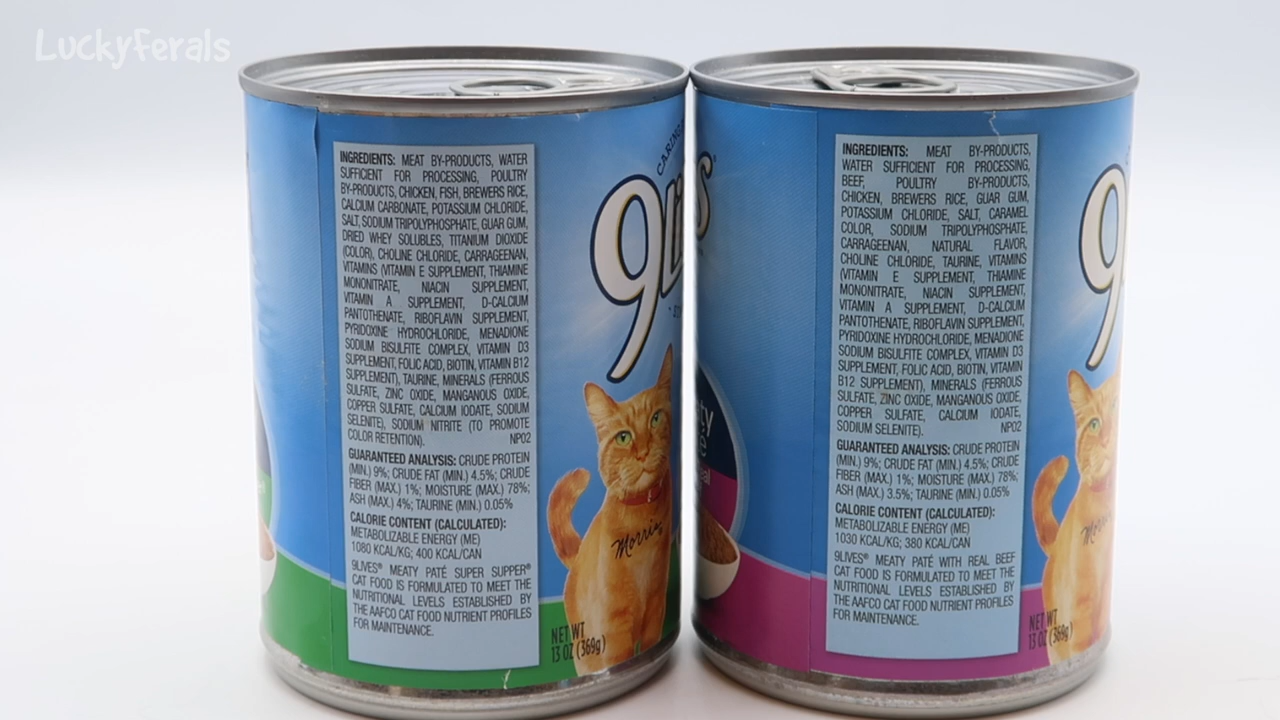 LuckyFerals
INGREDIENTS: MEAT BY-PRODUCTS, WATER
SUFFICIENT FOR PROCESSING, POULTRY
BY-PRODUCTS, CHICKEN, FISH, BREWERS RICE,
CALCIUM CARBONATE, POTASSIUM CHLORIDE,
SALT, SODIUM TRIPOLYPHOSPHATE, GUAR GUM,
DRIED WHEY SOLUBLES, TITANIUM DIOXIDE
(COLOR), CHOLINE CHLORIDE, CARRAGEENAN,
VITAMINS (VITAMIN E SUPPLEMENT, THIAMINE
MONONITRATE, NIACIN SUPPLEMENT,
VITAMIN A SUPPLEMENT, D-CALCIUM
PANTOTHENATE, RIBOFLAVIN SUPPLEMENT,
PYRIDOXINE HYDROCHLORIDE, MENADIONE
SODIUM BISULFITE COMPLEX, VITAMIN D3
SUPPLEMENT, FOLIC ACID, BIOTIN, VITAMIN B12
SUPPLEMENT), TAURINE, MINERALS (FERROUS
SULFATE, ZINC OXIDE, MANGANOUS OXIDE,
COPPER SULFATE, CALCIUM IODATE, SODIUM
SELENITE), SODIUM NITRITE (TO PROMOTE
COLOR RETENTION). NP02
GUARANTEED ANALYSIS: CRUDE PROTEIN
(MIN.) 9%; CRUDE FAT (MIN.) 4.5%; CRUDE
FIBER (MAX.) 1%; MOISTURE (MAX.) 78%;
ASH (MAX.) 4%; TAURINE (MIN.) 0.05%
CALORIE CONTENT (CALCULATED):
METABOLIZABLE ENERGY (ME)
1080 KCAL/KG; 400 KCAL/CAN
9LIVES® MEATY PATÉ SUPER SUPPER®
CAT FOOD IS FORMULATED TO MEET THE
NUTRITIONAL LEVELS ESTABLISHED BY
THE AAFCO CAT FOOD NUTRIENT PROFILES
FOR MAINTENANCE.
CARING
9Li
Morris
NET WT
13 OZ (369g)
INGREDIENTS: MEAT BY-PRODUCTS,
WATER SUFFICIENT FOR PROCESSING,
BEEF, POULTRY BY-PRODUCTS,
CHICKEN, BREWERS RICE, GUAR GUM,
POTASSIUM CHLORIDE, SALT, CARAMEL
COLOR, SODIUM TRIPOLYPHOSPHATE,
CARRAGEENAN, NATURAL FLAVOR,
CHOLINE CHLORIDE, TAURINE, VITAMINS
(VITAMIN E SUPPLEMENT, THIAMINE
MONONITRATE, NIACIN SUPPLEMENT,
VITAMIN A SUPPLEMENT, D-CALCIUM
PANTOTHENATE, RIBOFLAVIN SUPPLEMENT,
PYRIDOXINE HYDROCHLORIDE, MENADIONE
SODIUM BISULFITE COMPLEX, VITAMIN D3
SUPPLEMENT, FOLIC ACID, BIOTIN, VITAMIN
B12 SUPPLEMENT), MINERALS (FERROUS
SULFATE, ZINC OXIDE, MANGANOUS OXIDE,
COPPER SULFATE, CALCIUM IODATE,
SODIUM SELENITE). NP02
GUARANTEED ANALYSIS: CRUDE PROTEIN
(MIN.) 9%; CRUDE FAT (MIN.) 4.5%; CRUDE
FIBER (MAX.) 1%; MOISTURE (MAX.) 78%;
ASH (MAX.) 3.5%; TAURINE (MIN.) 0.05%
CALORIE CONTENT (CALCULATED):
METABOLIZABLE ENERGY (ME)
1030 KCAL/KG; 380 KCAL/CAN
9LIVES® MEATY PATÉ WITH REAL BEEF
CAT FOOD IS FORMULATED TO MEET THE
NUTRITIONAL LEVELS ESTABLISHED BY
THE AAFCO CAT FOOD NUTRIENT PROFILES
FOR MAINTENANCE.
9
Morris
NET WT
13 OZ (369g)